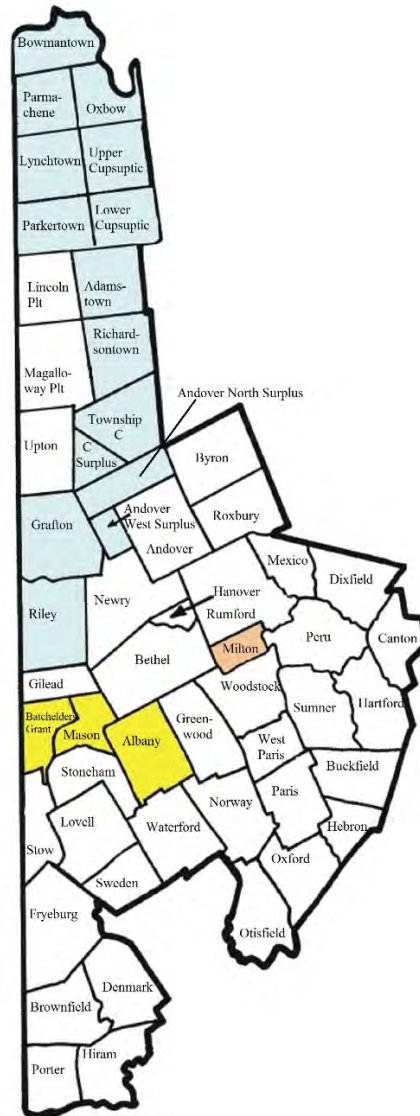 Bowmantown
Parma-
chene
Oxbow
Lynchtown
Upper
Cupsuptic
Parkertown
Lower
Cupsuptic
Lincoln
Plt
Adams-
town
Richard-
sontown
Magallo-
way Plt
Andover North Surplus
Township
C
Upton
C
Surplus
Byron
Andover
West Surplus
Grafton
Roxbury
Andover
Mexico
Dixfield
Newry
Hanover
Riley
Rumford
Canton
Peru
Milton
Bethel
Gilead
Woodstock
Hartford
Sumner
Batchelders
Grant
Mason
Albany
Green-
wood
West
Paris
Buckfield
Stoneham
Paris
Norway
Lovell
Hebron
Waterford
Stow
Oxford
Sweden
Fryeburg
Otisfield
Denmark
Brownfield
Hiram
Porter